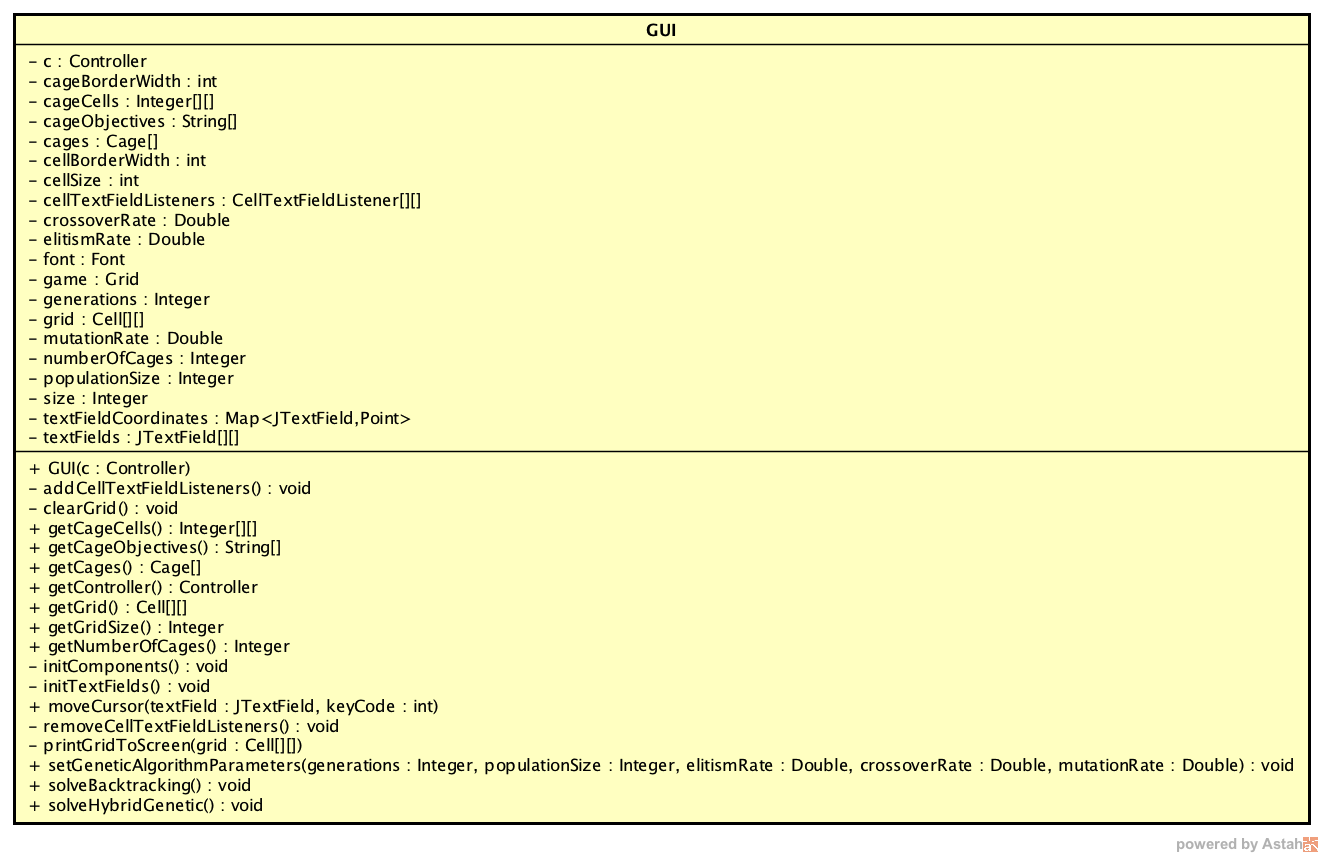 GUI
- c : Controller
- cageBorderWidth : int
- cageCells : Integer[][]
- cageObjectives : String[]
- cages : Cage[]
- cellBorderWidth : int
- cellSize : int
- cellTextFieldListeners : CellTextFieldListener[][]
- crossoverRate : Double
- elitismRate : Double
- font : Font
- game : Grid
- generations : Integer
- grid : Cell[][]
- mutationRate : Double
- numberOfCages : Integer
- populationSize : Integer
- size : Integer
- textFieldCoordinates : Map<JTextField,Point>
- textFields : JTextField[][]
+ GUI(c : Controller)
- addCellTextFieldListeners() : void
- clearGrid() : void
+ getCageCells() : Integer[][]
+ getCageObjectives() : String[]
+ getCages() : Cage[]
+ getController() : Controller
+ getGrid() : Cell[][]
+ getGridSize() : Integer
+ getNumberOfCages() : Integer
- initComponents() : void
- initTextFields() : void
+ moveCursor(textField : JTextField, keyCode : int)
- removeCellTextFieldListeners() : void
- printGridToScreen(grid : Cell[][])
+ setGeneticAlgorithmParameters(generations : Integer, populationSize : Integer, elitismRate : Double, crossoverRate : Double, mutationRate : Double) : void
+ solveBacktracking() : void
+ solveHybridGenetic() : void
powered by Astah